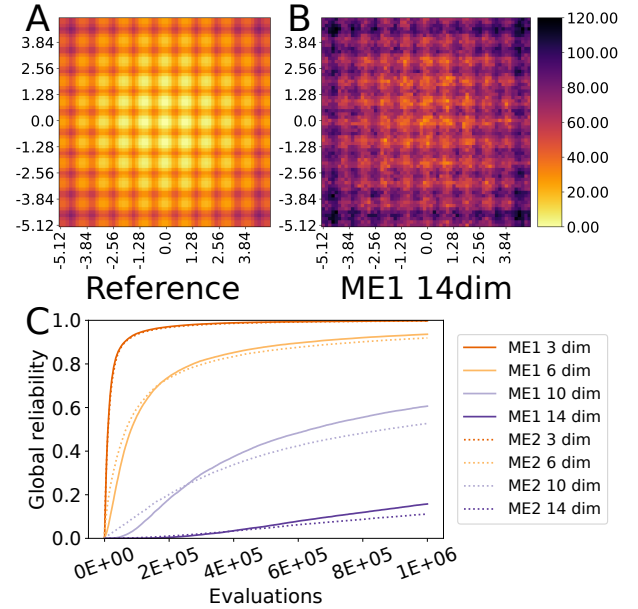 A
3.84
2.56
1.28
0.0
-1.28
-2.56
-3.84
-5.12
-5.12
-3.84
-2.56
-1.28
0.0
1.28
2.56
3.84
Reference
B
3.84
2.56
1.28
0.0
-1.28
-2.56
-3.84
-5.12
-5.12
-3.84
-2.56
-1.28
0.0
1.28
2.56
3.84
ME1 14dim
120.00
100.00
80.00
60.00
40.00
20.00
0.00
C
Global reliability
1.0
0.8
0.6
0.4
0.2
0.0
0E+00
2E+05
4E+05
6E+05
8E+05
1E+06
Evaluations
ME1 3 dim
ME1 6 dim
ME1 10 dim
ME1 14 dim
ME2 3 dim
ME2 6 dim
ME2 10 dim
ME2 14 dim